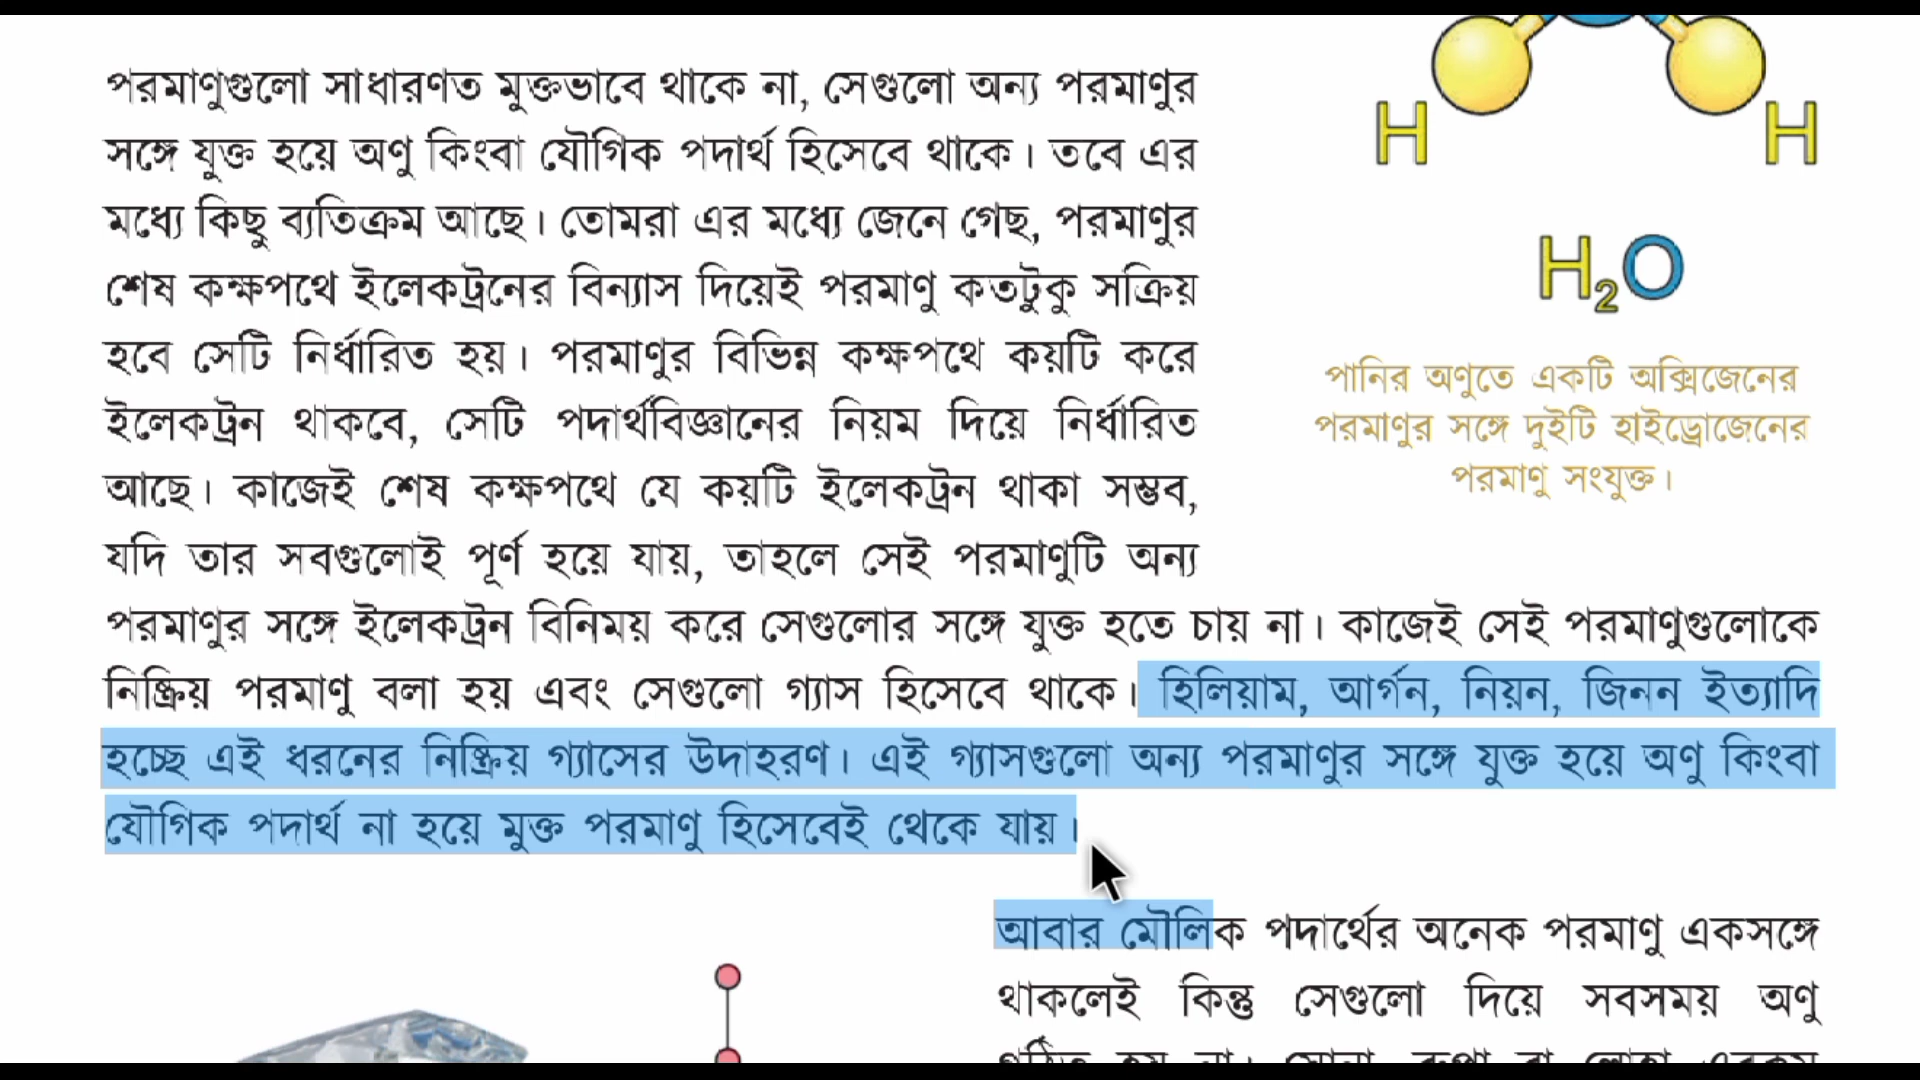 পরমাণুগুলো সাধারণত মুক্তভাবে থাকে না, সেগুলো অন্য পরমাণুর
সঙ্গে যুক্ত হয়ে অণু কিংবা যৌগিক পদার্থ হিসেবে থাকে। তবে এর
মধ্যে কিছু ব্যতিক্রম আছে। তোমরা এর মধ্যে জেনে গেছ, পরমাণুর
শেষ কক্ষপথে ইলেকট্রনের বিন্যাস দিয়েই পরমাণু কতটুকু সক্রিয়
হবে সেটি নির্ধারিত হয়। পরমাণুর বিভিন্ন কক্ষপথে কয়টি করে
ইলেকট্রন থাকবে, সেটি পদার্থবিজ্ঞানের নিয়ম দিয়ে নির্ধারিত
আছে। কাজেই শেষ কক্ষপথে যে কয়টি ইলেকট্রন থাকা সম্ভব,
যদি তার সবগুলোই পূর্ণ হয়ে যায়, তাহলে সেই পরমাণুটি অন্য
পরমাণুর সঙ্গে ইলেকট্রন বিনিময় করে সেগুলোর সঙ্গে যুক্ত হতে চায় না। কাজেই সেই পরমাণুগুলোকে
নিষ্ক্রিয় পরমাণু বলা হয় এবং সেগুলো গ্যাস হিসেবে থাকে। হিলিয়াম, আর্গন, নিয়ন, জিনন ইত্যাদি
হচ্ছে এই ধরনের নিষ্ক্রিয় গ্যাসের উদাহরণ। এই গ্যাসগুলো অন্য পরমাণুর সঙ্গে যুক্ত হয়ে অণু কিংবা
যৌগিক পদার্থ না হয়ে মুক্ত পরমাণু হিসেবেই থেকে যায়।
H H
H₂O
পানির অণুতে একটি অক্সিজেনের
পরমাণুর সঙ্গে দুইটি হাইড্রোজেনের
পরমাণু সংযুক্ত।
আবার মৌলিক পদার্থের অনেক পরমাণু একসঙ্গে
থাকলেই কিন্তু সেগুলো দিয়ে সবসময় অণু